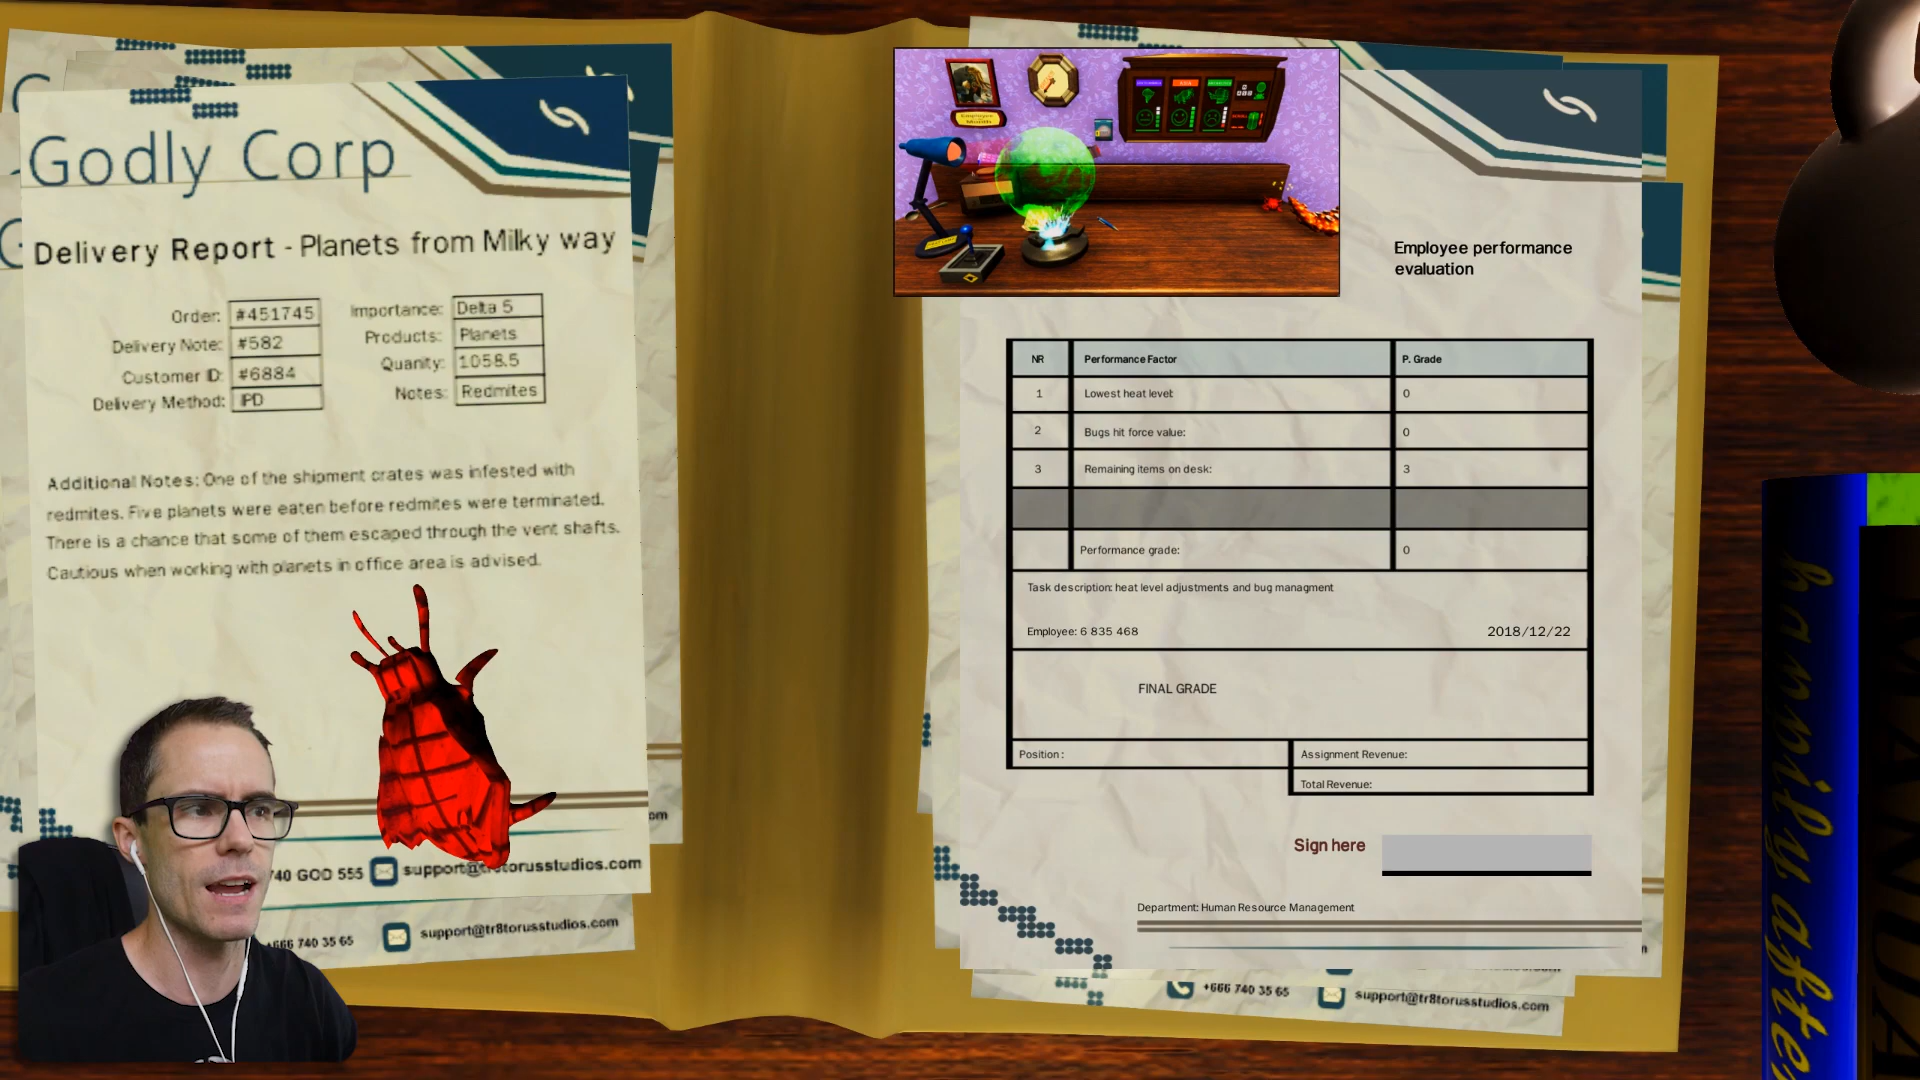 Godly Corp
Delivery Report - Planets from Milky way
Order: #451745
Delivery Note: #582
Customer ID: #6884
Delivery Method: IPD
Importance: Delta 5
Products: Planets
Quanity: 1058.5
Notes: Redmites
Additional Notes: One of the shipment crates was infested with
redmites. Five planets were eaten before redmites were terminated.
There is a chance that some of them escaped through the vent shafts.
Cautious when working with planets in office area is advised.
740 GOD 555 support@tr8torusstudios.com
+666 740 35 65 support@tr8torusstudios.com
Employee
Month
Employee performance
evaluation
NR Performance Factor P. Grade
1 Lowest heat level: 0
2 Bugs hit force value: 0
3 Remaining items on desk: 3
Performance grade: 0
Task description: heat level adjustments and bug managment
Employee: 6 835 468 2018/12/22
FINAL GRADE
Position : Assignment Revenue:
Total Revenue:
Sign here
Department: Human Resource Management
+666 740 35 65 support@tr8torusstudios.com